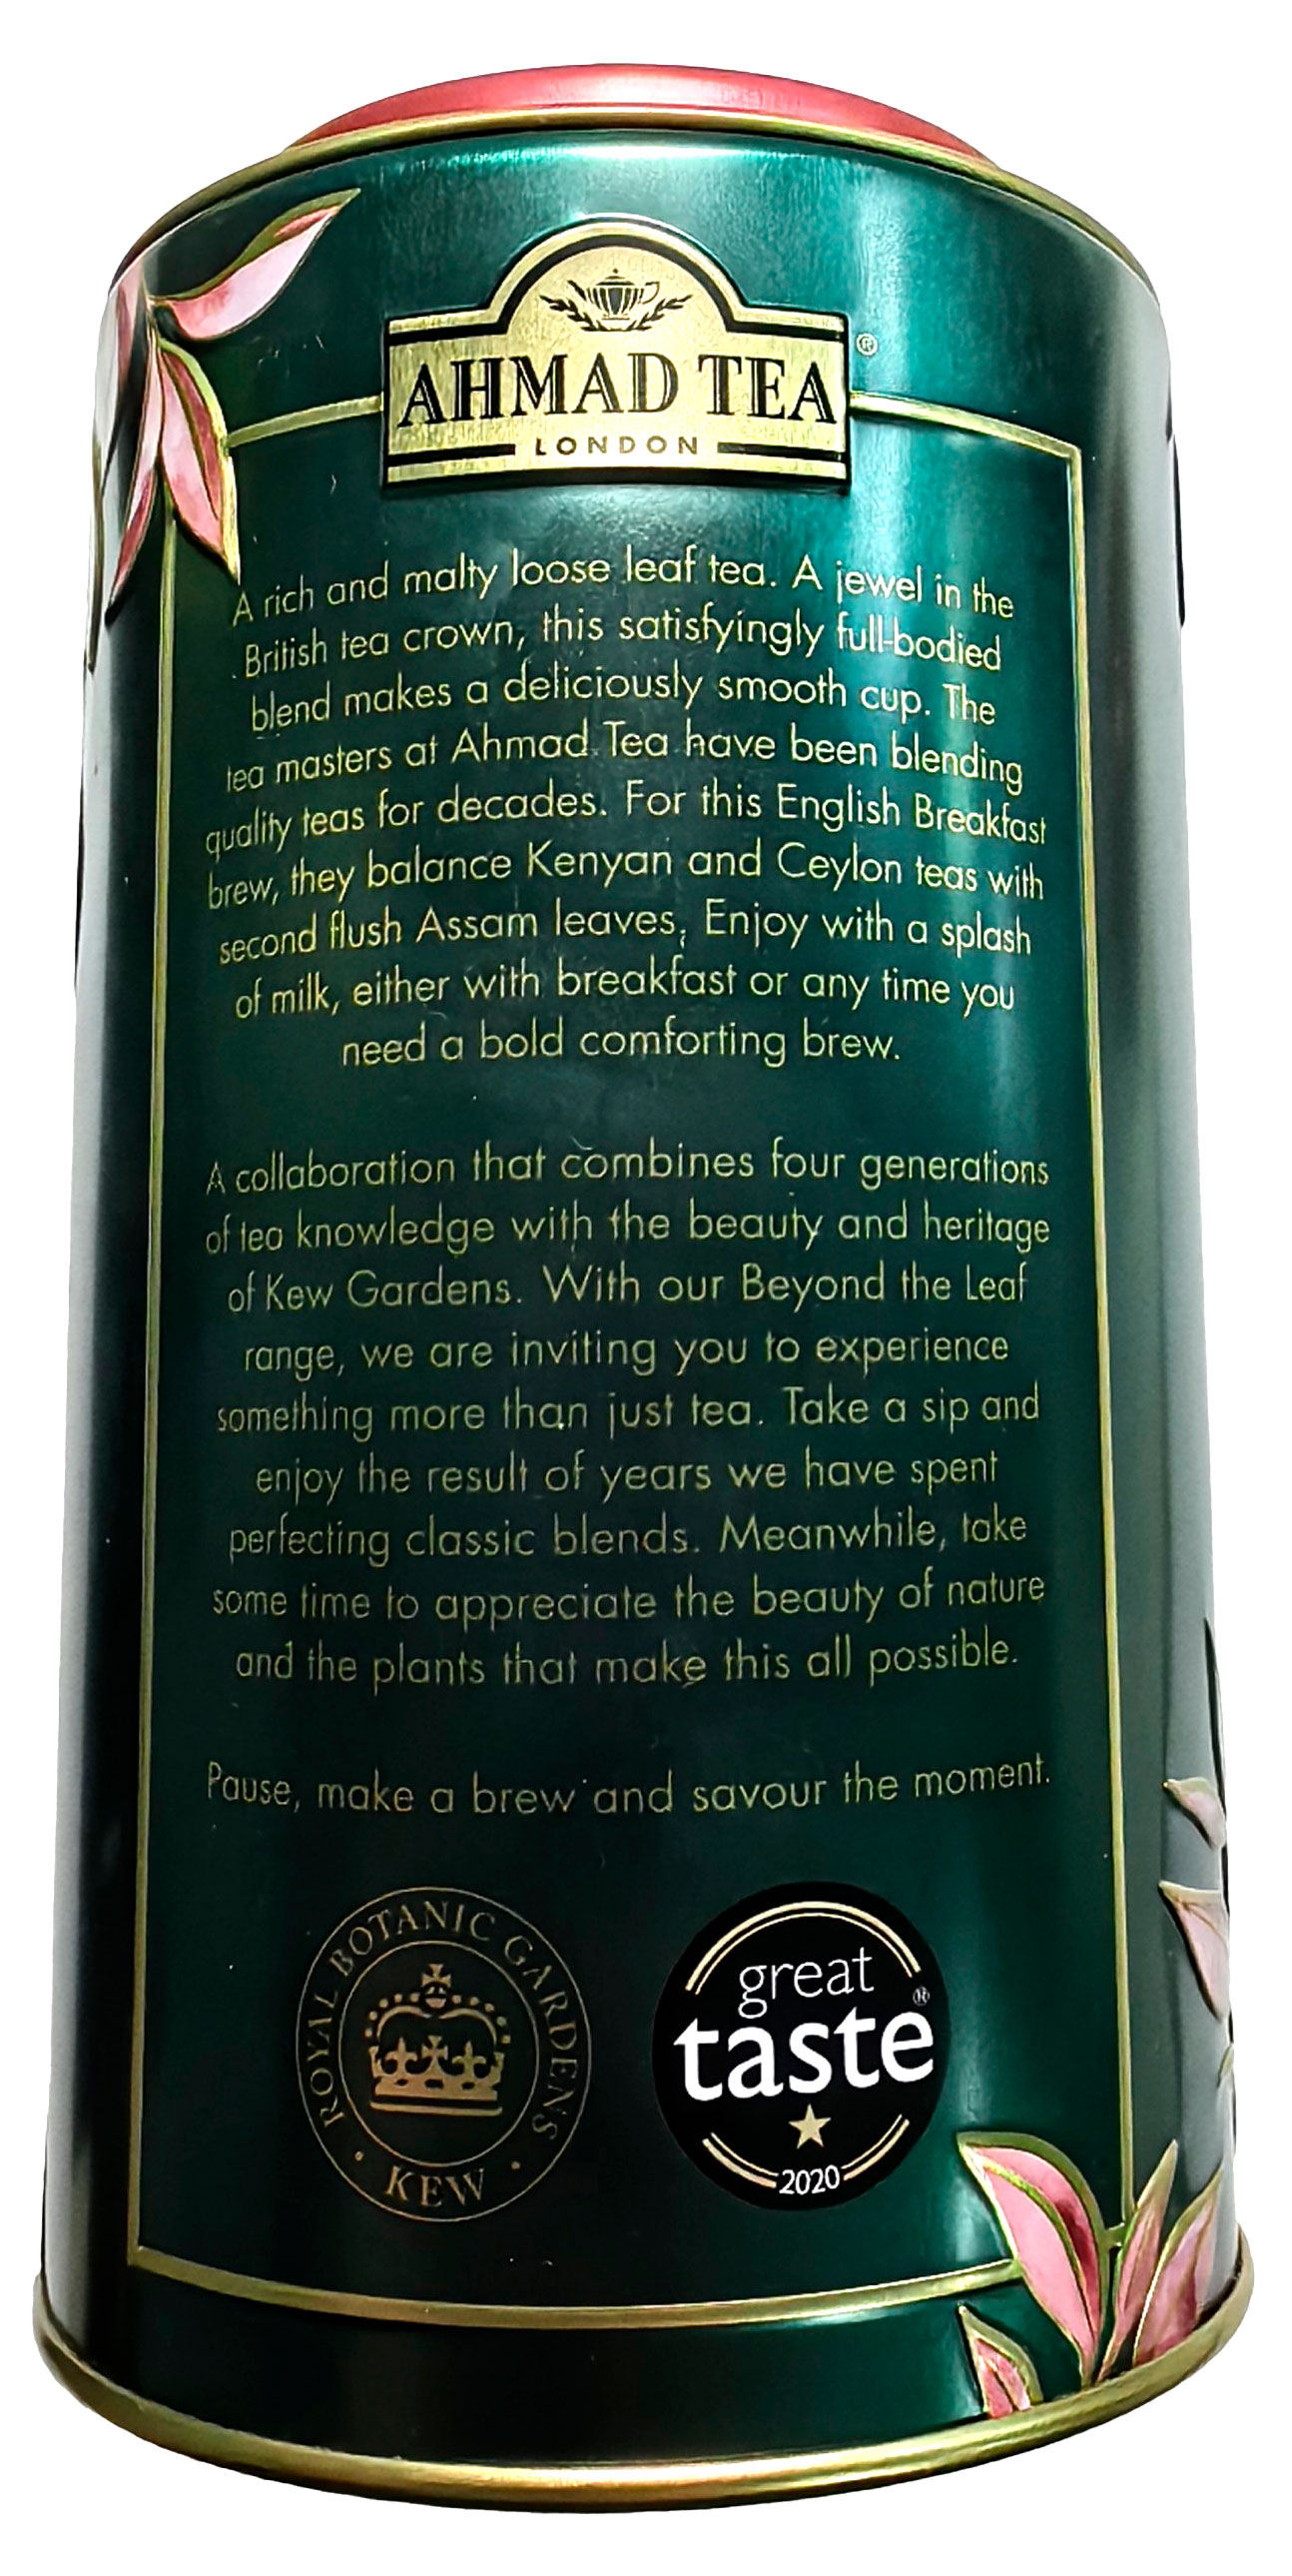 AHMAD TEA®
LONDON
A rich and malty loose leaf tea. A jewel in the
British tea crown, this satisfyingly full-bodied
blend makes a deliciously smooth cup. The
tea masters at Ahmad Tea have been blending
quality teas for decades. For this English Breakfast
brew, they balance Kenyan and Ceylon teas with
second flush Assam leaves. Enjoy with a splash
of milk, either with breakfast or any time you
need a bold comforting brew.
A collaboration that combines four generations
of tea knowledge with the beauty and heritage
of Kew Gardens. With our Beyond the Leaf
range, we are inviting you to experience
something more than just tea. Take a sip and
enjoy the result of years we have spent
perfecting classic blends. Meanwhile, take
some time to appreciate the beauty of nature
and the plants that make this all possible.
Pause, make a brew and savour the moment.
ROYAL BOTANIC GARDENS
· KEW ·
great
taste®
2020